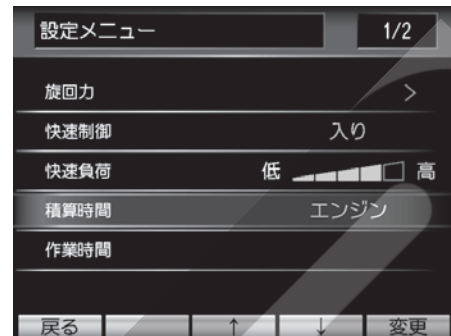 設定メニュー 1/2
旋回力 >
快速制御 入り
快速負荷 低 高
積算時間 エンジン
作業時間
戻る ↑ ↓ 変更